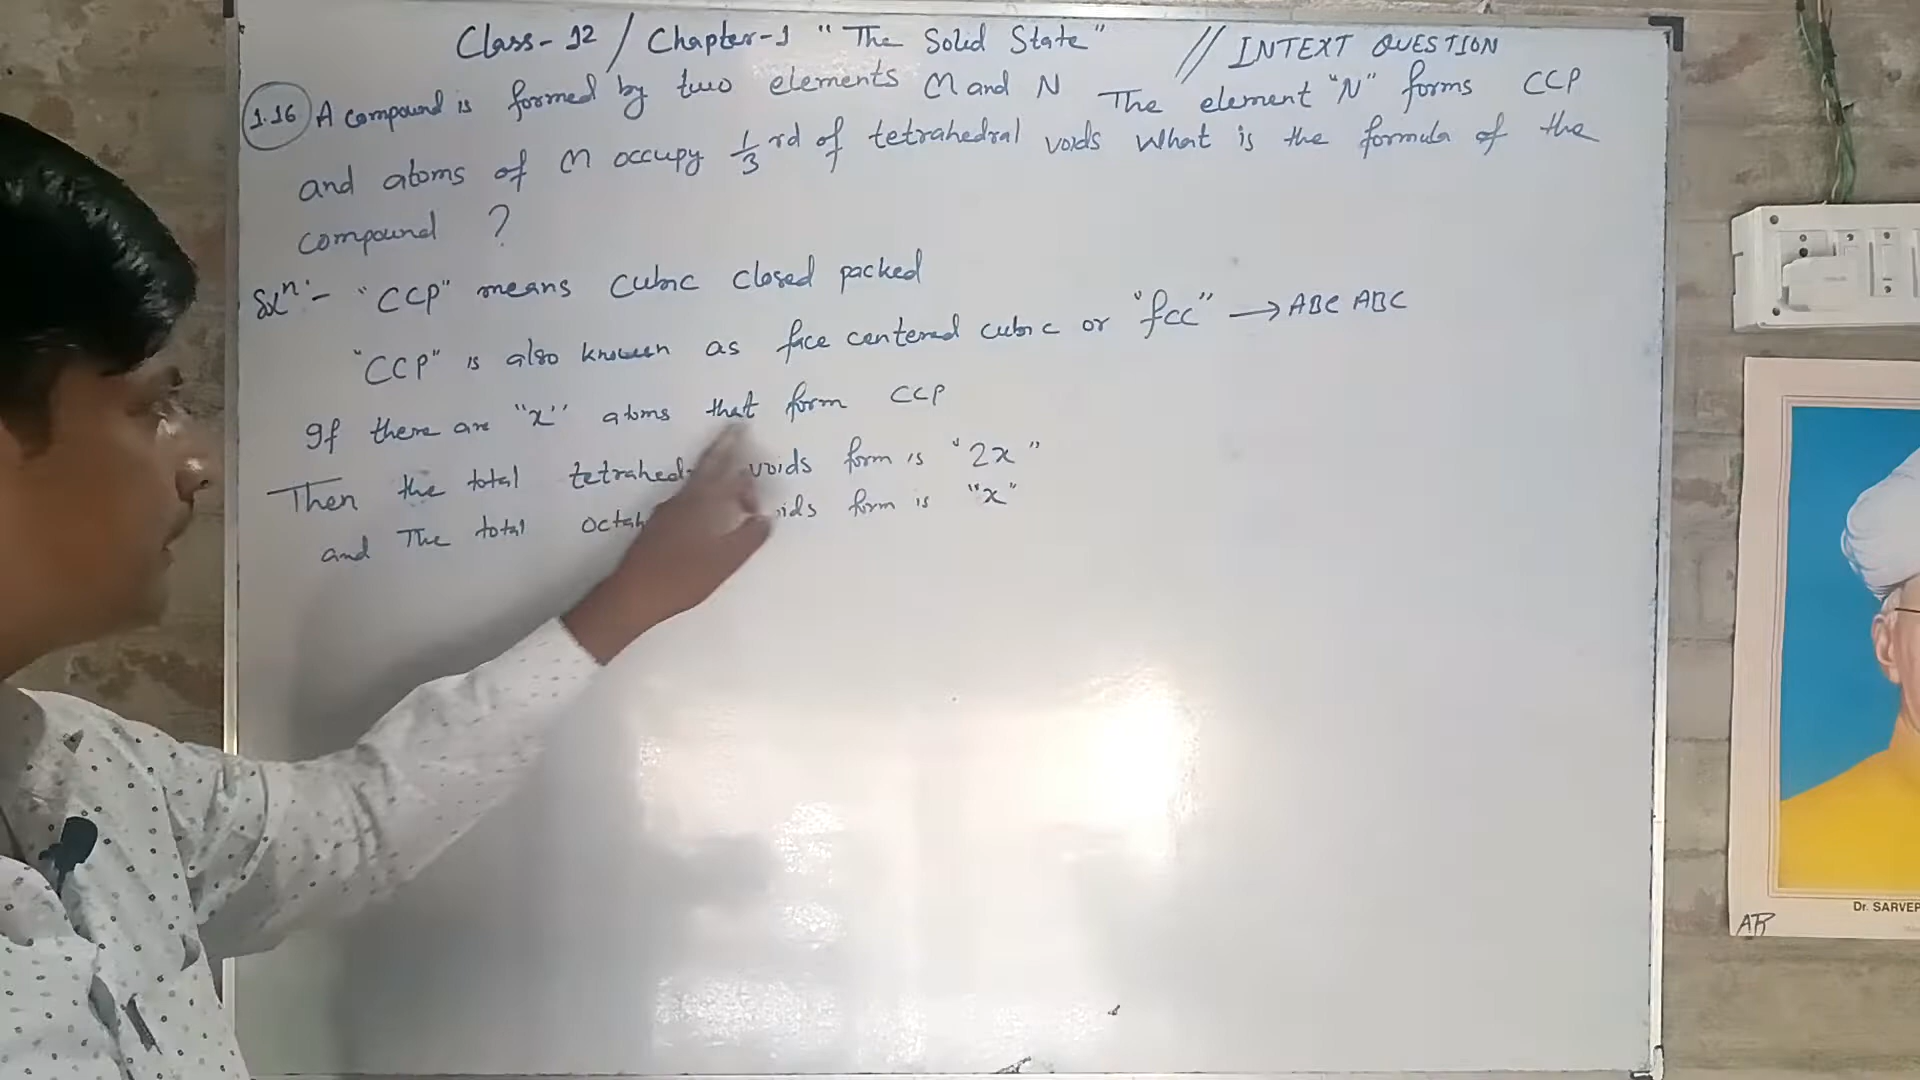 Class-12 / Chapter-1 "The Solid State" // INTEXT QUESTION
1.16 A compound is formed by two elements M and N The element "N" forms CCP
and atoms of M occupy 1/3 rd of tetrahedral voids What is the formula of the
compound ?
Solⁿ:- "CCP" means Cubic closed packed
"CCP" is also known as face centered cubic or "fcc" → ABC ABC
If there are "x" atoms that form CCP
Then the total voids form is "2x"
and The total form is "x"
Dr.
AR